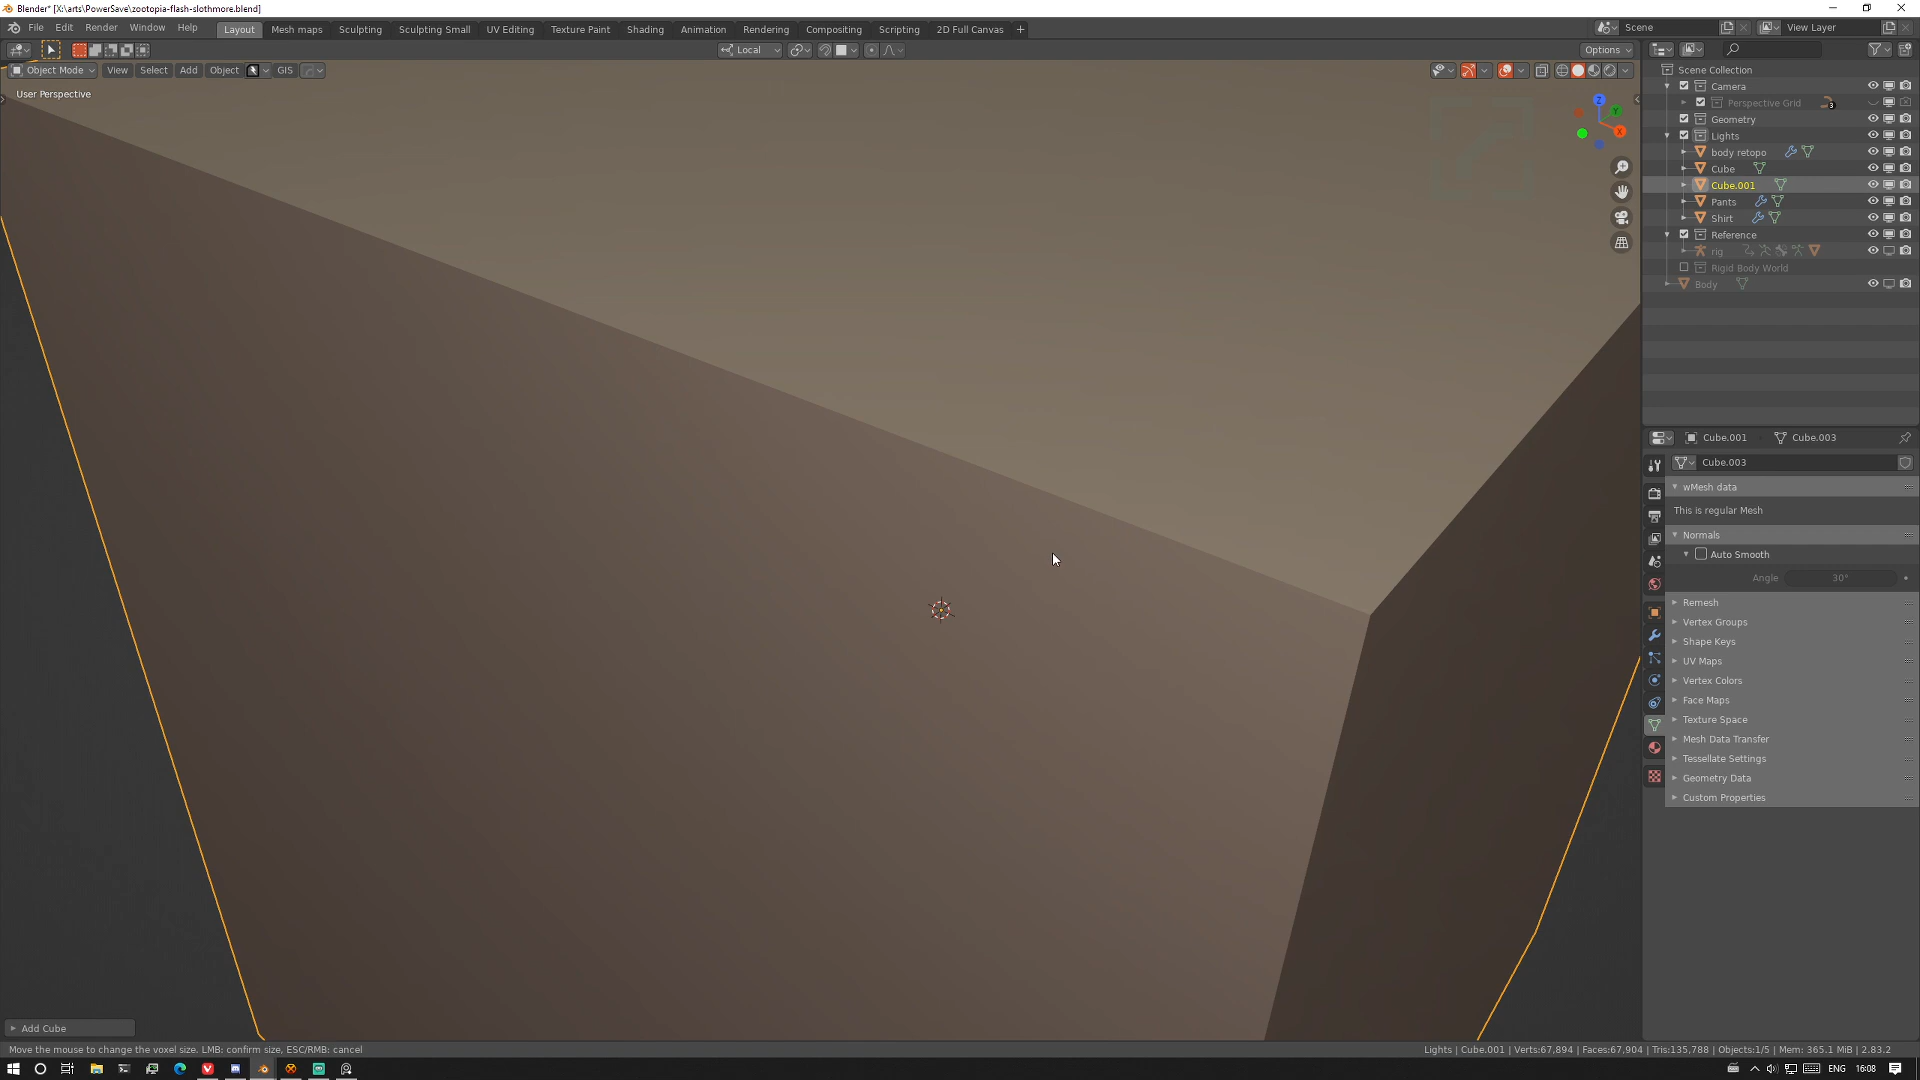 Blender* [X:\arts\PowerSave\zootopia-flash-slothmore.blend]
File Edit Render Window Help Layout Mesh maps Sculpting Sculpting Small UV Editing Texture Paint Shading Animation Rendering Compositing Scripting 2D Full Canvas + Scene View Layer
Local Options
Object Mode View Select Add Object GIS
User Perspective
Z
Y
X
Scene Collection
Camera
Perspective Grid 3
Geometry
Lights
body retopo
Cube
Cube.001
Pants
Shirt
Reference
rig
Rigid Body World
Body
Cube.001 Cube.003
Cube.003
wMesh data
This is regular Mesh
Normals
Auto Smooth
Angle 30°
Remesh
Vertex Groups
Shape Keys
UV Maps
Vertex Colors
Face Maps
Texture Space
Mesh Data Transfer
Tessellate Settings
Geometry Data
Custom Properties
Add Cube
Move the mouse to change the voxel size. LMB: confirm size, ESC/RMB: cancel
Lights | Cube.001 | Verts:67,894 | Faces:67,904 | Tris:135,788 | Objects:1/5 | Mem: 365.1 MiB | 2.83.2
ENG 16:08